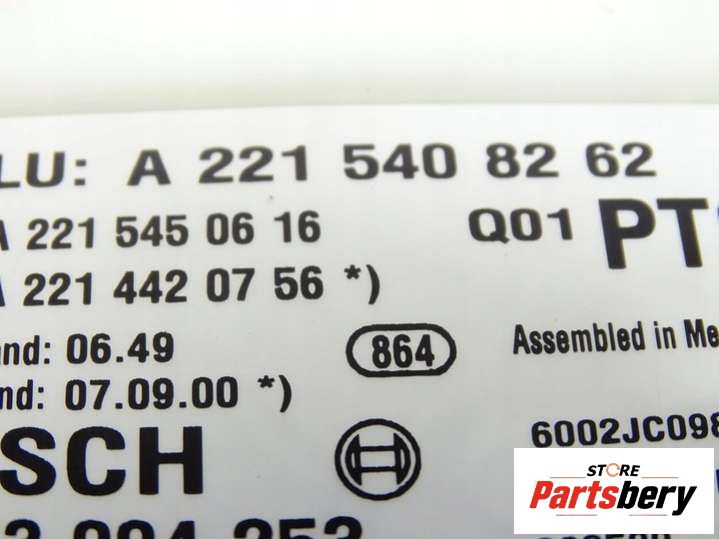 LU: A 221 540 82 62
A 221 545 06 16 Q01 PT
A 221 442 07 56 *)
and: 06.49 864 Assembled in Me
nd: 07.09.00 *)
SCH 6002JC098
STORE
Partsbery